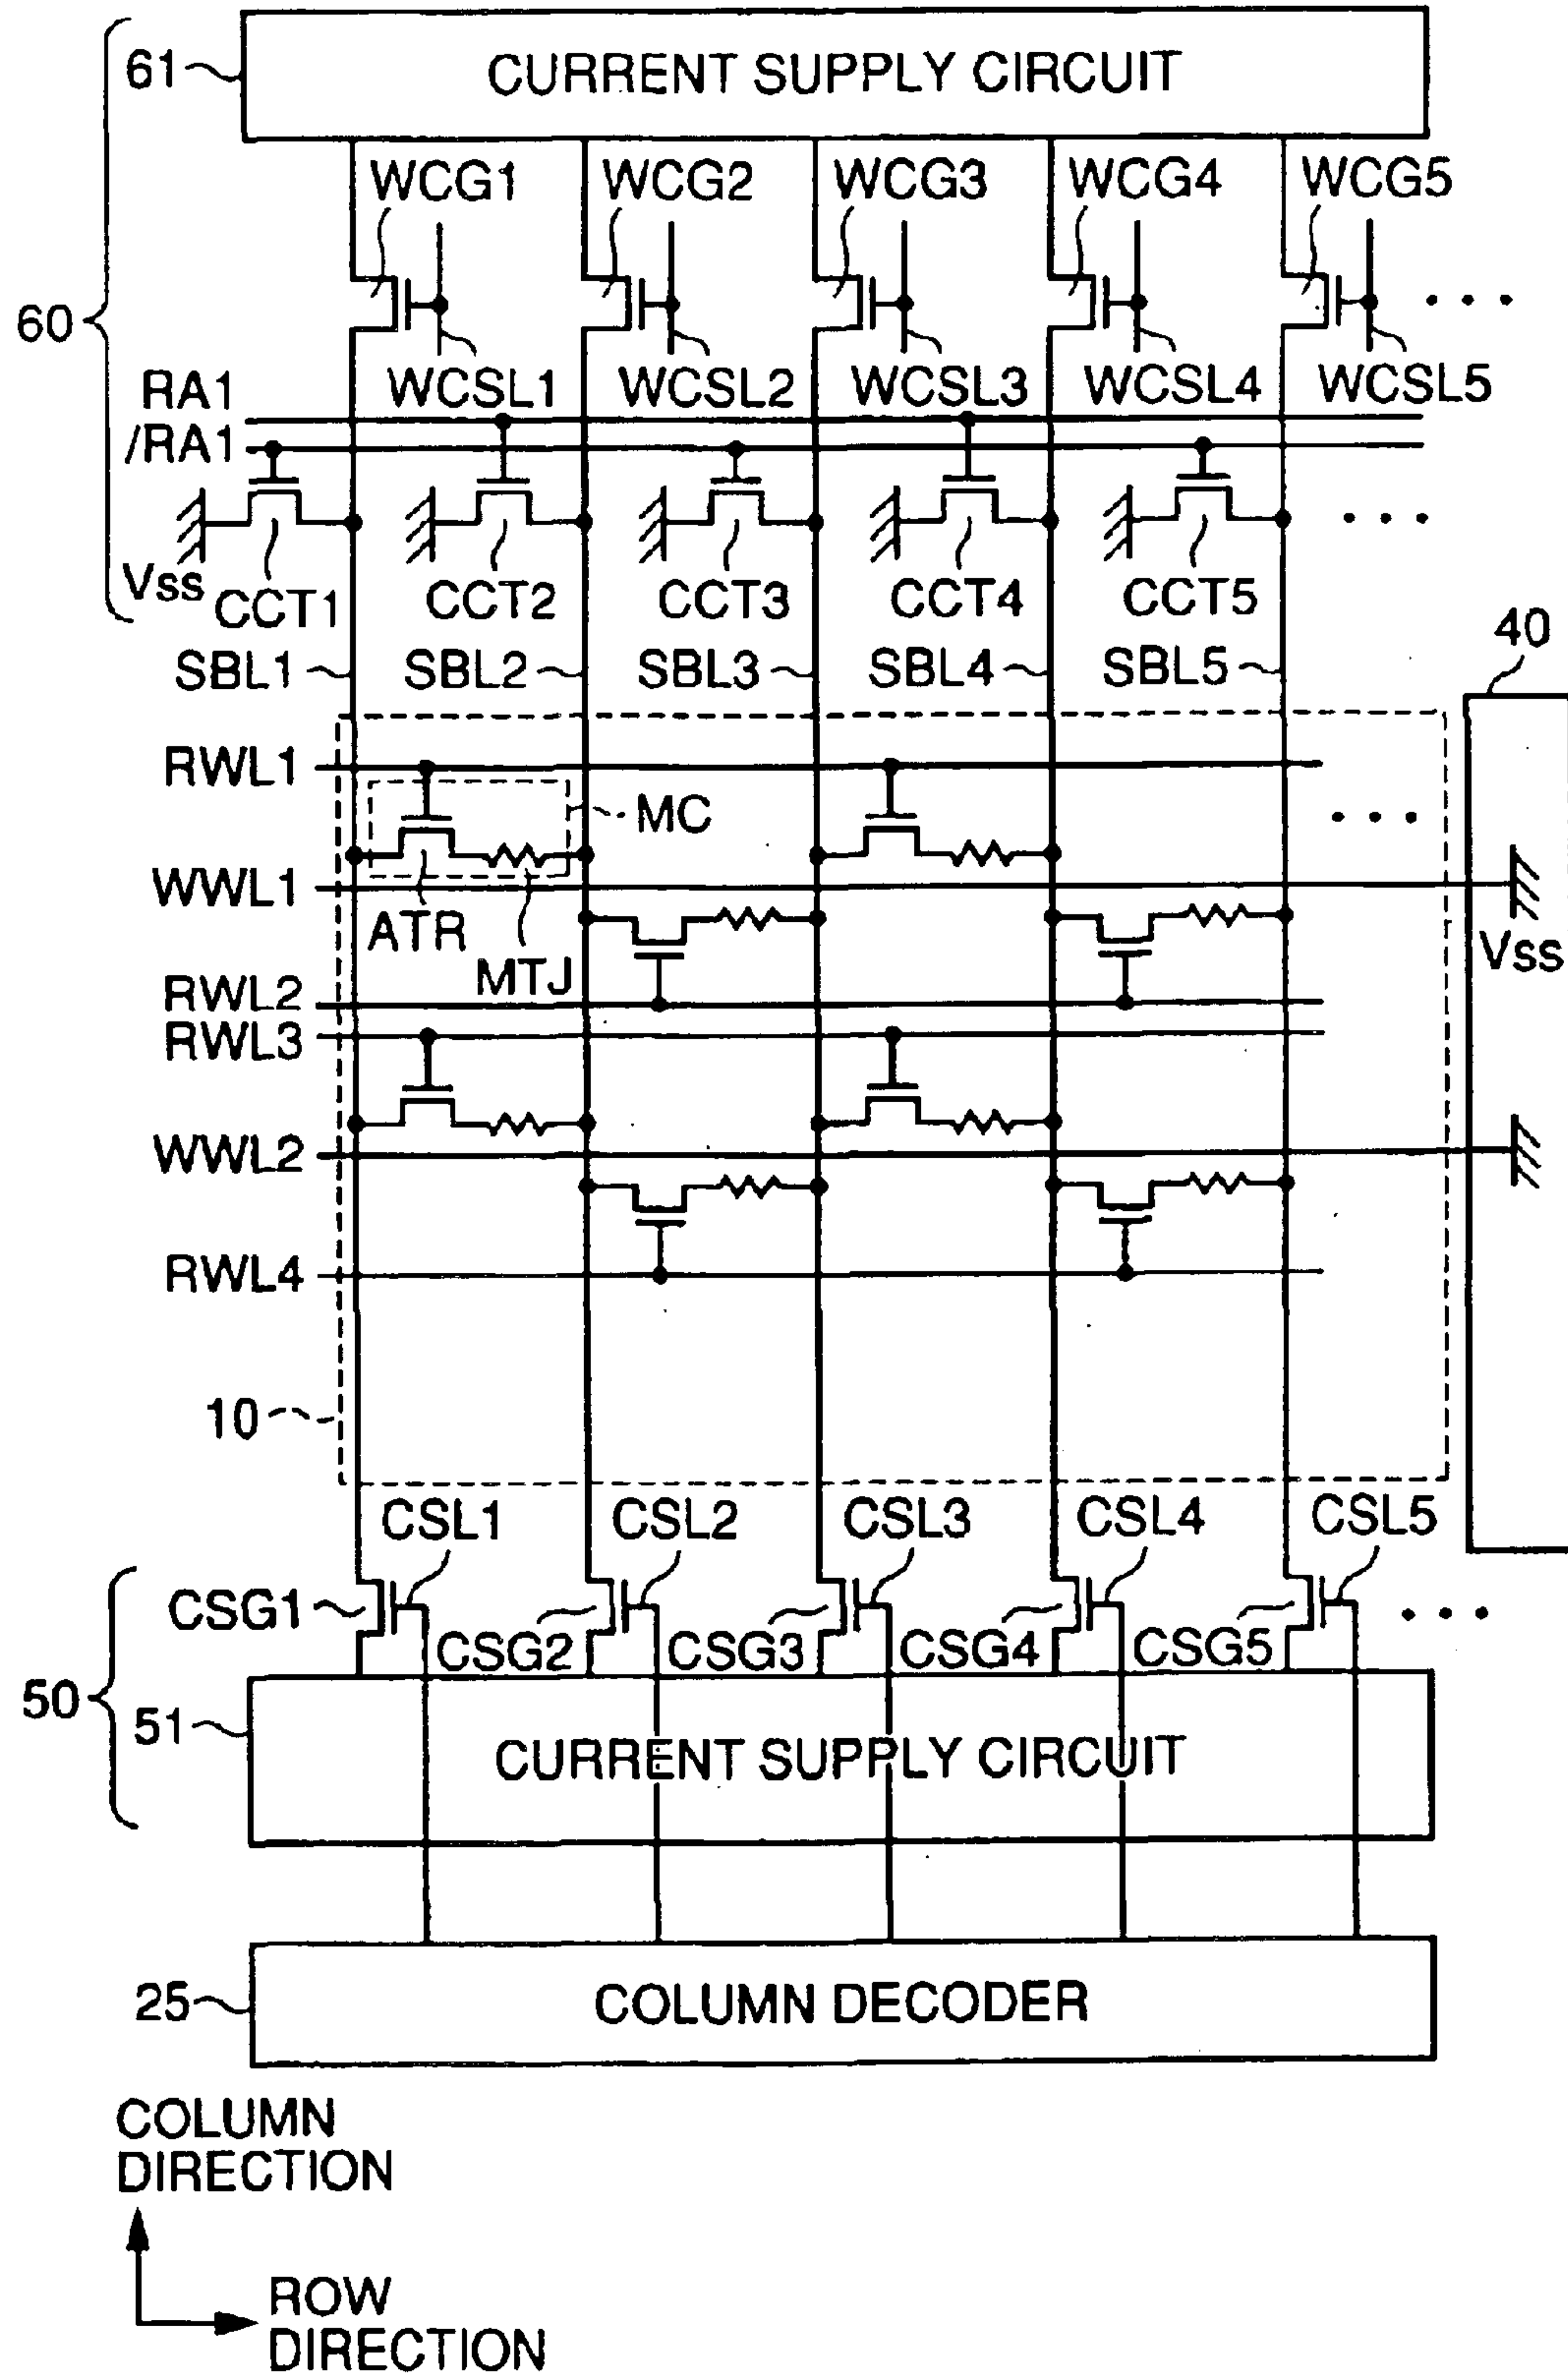 61
CURRENT SUPPLY CIRCUIT
WCG1 WCG2 WCG3 WCG4 WCG5
60
WCSL1 WCSL2 WCSL3 WCSL4 WCSL5
RA1
/RA1
Vss
CCT1 CCT2 CCT3 CCT4 CCT5
SBL1 SBL2 SBL3 SBL4 SBL5
40
RWL1
MC
WWL1
ATR
MTJ
Vss
RWL2
RWL3
WWL2
RWL4
10
CSL1 CSL2 CSL3 CSL4 CSL5
CSG1 CSG2 CSG3 CSG4 CSG5
50
51
CURRENT SUPPLY CIRCUIT
25
COLUMN DECODER
COLUMN
DIRECTION
ROW
DIRECTION